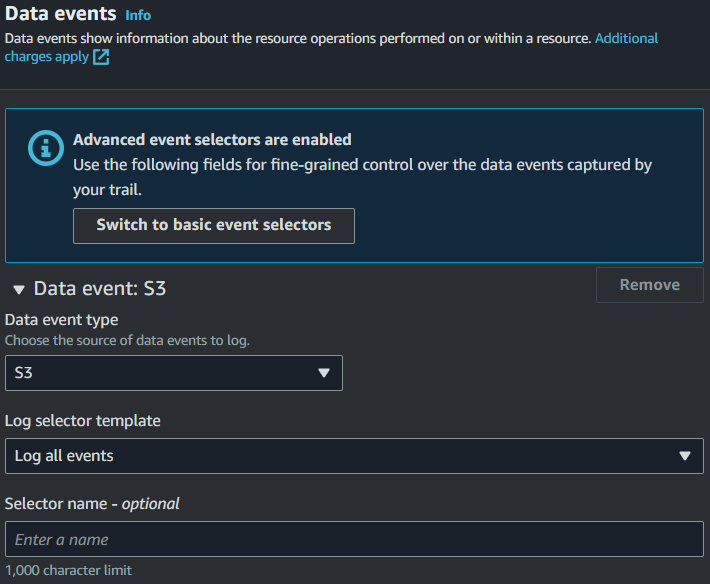 Data events Info
Data events show information about the resource operations performed on or within a resource. Additional
charges apply
Advanced event selectors are enabled
Use the following fields for fine-grained control over the data events captured by
your trail.
Switch to basic event selectors
Data event: S3
Remove
Data event type
Choose the source of data events to log.
S3
Log selector template
Log all events
Selector name - optional
Enter a name
1,000 character limit